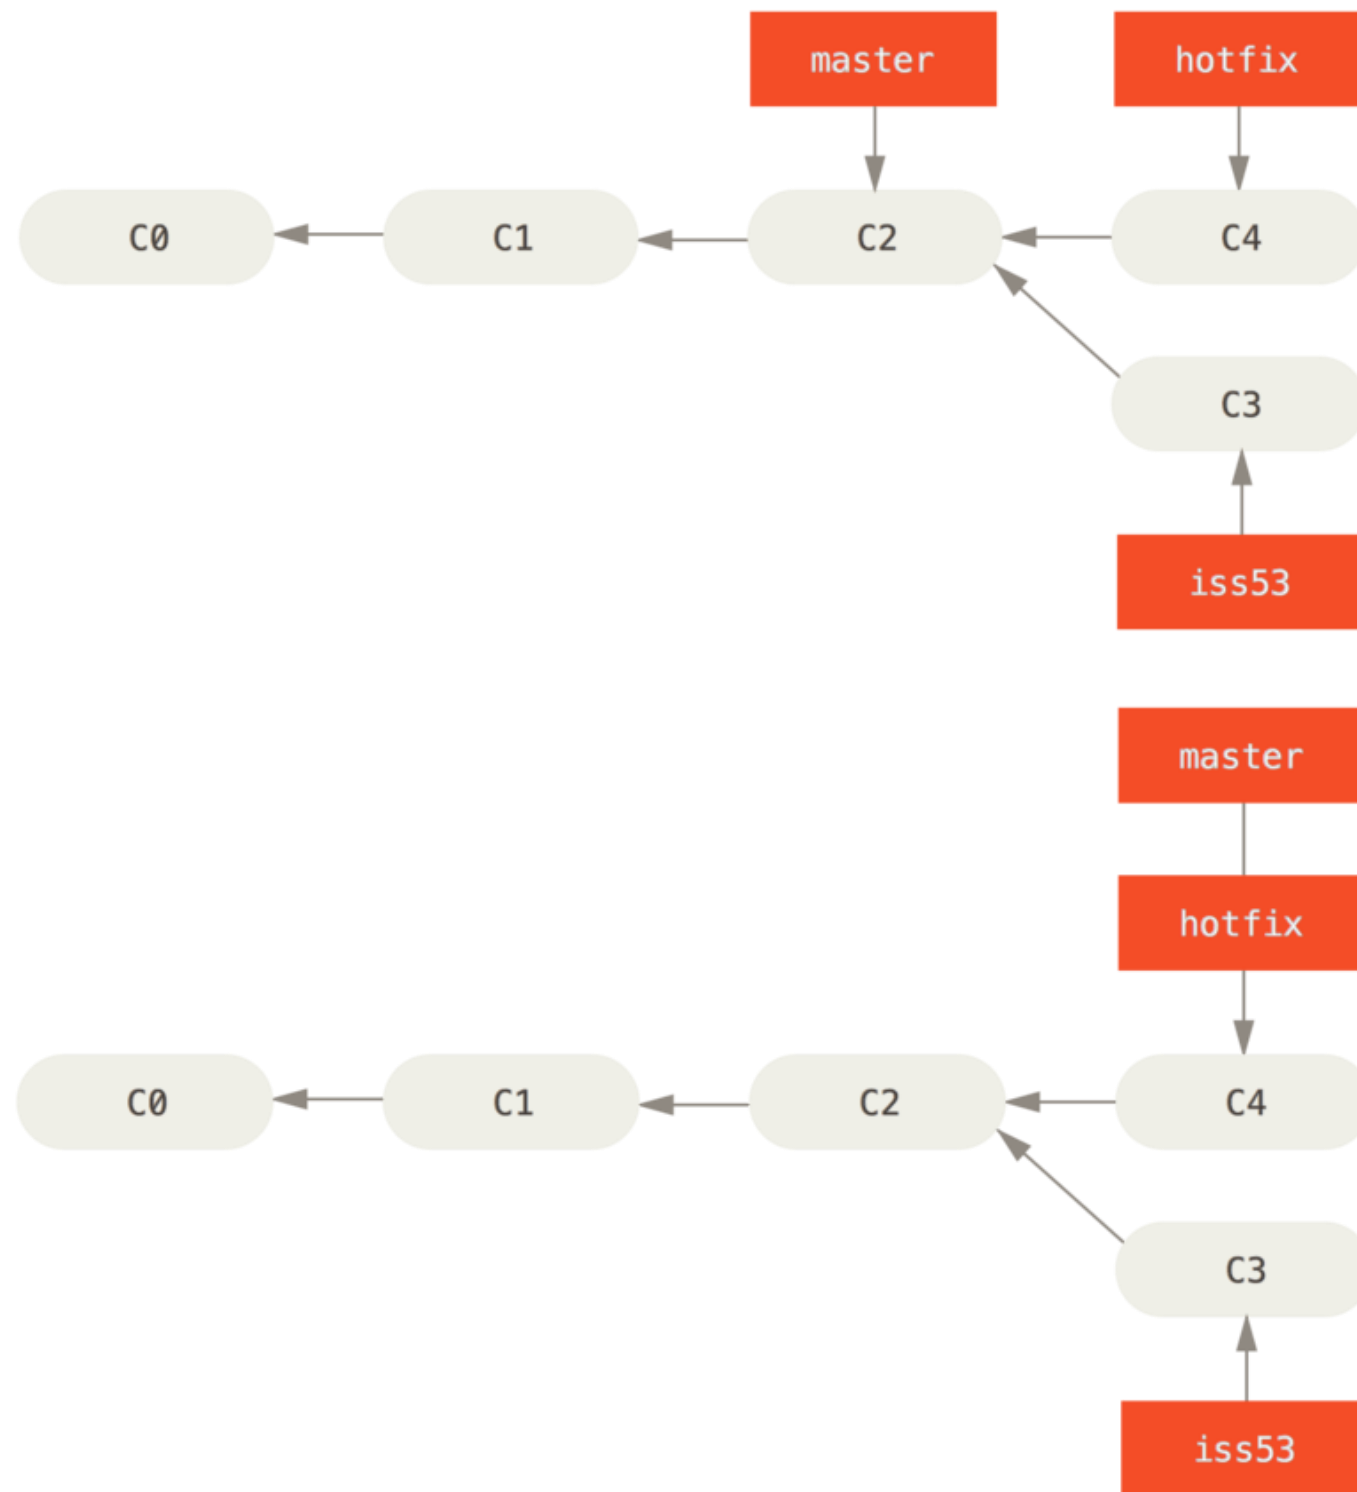 master hotfix
C0 C1 C2 C4
C3
iss53
master
hotfix
C0 C1 C2 C4
C3
iss53